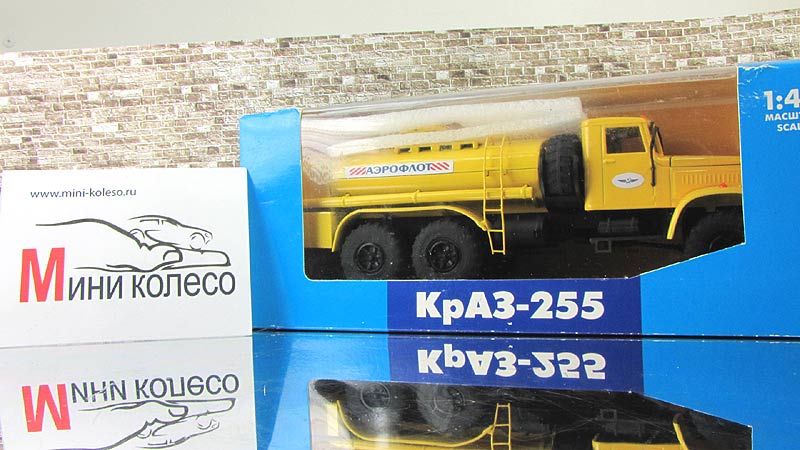 www.mini-koleso.ru
Мини колесо
АЭРОФЛОТ
КрАЗ-255
1:4
МАСШ
SCAL